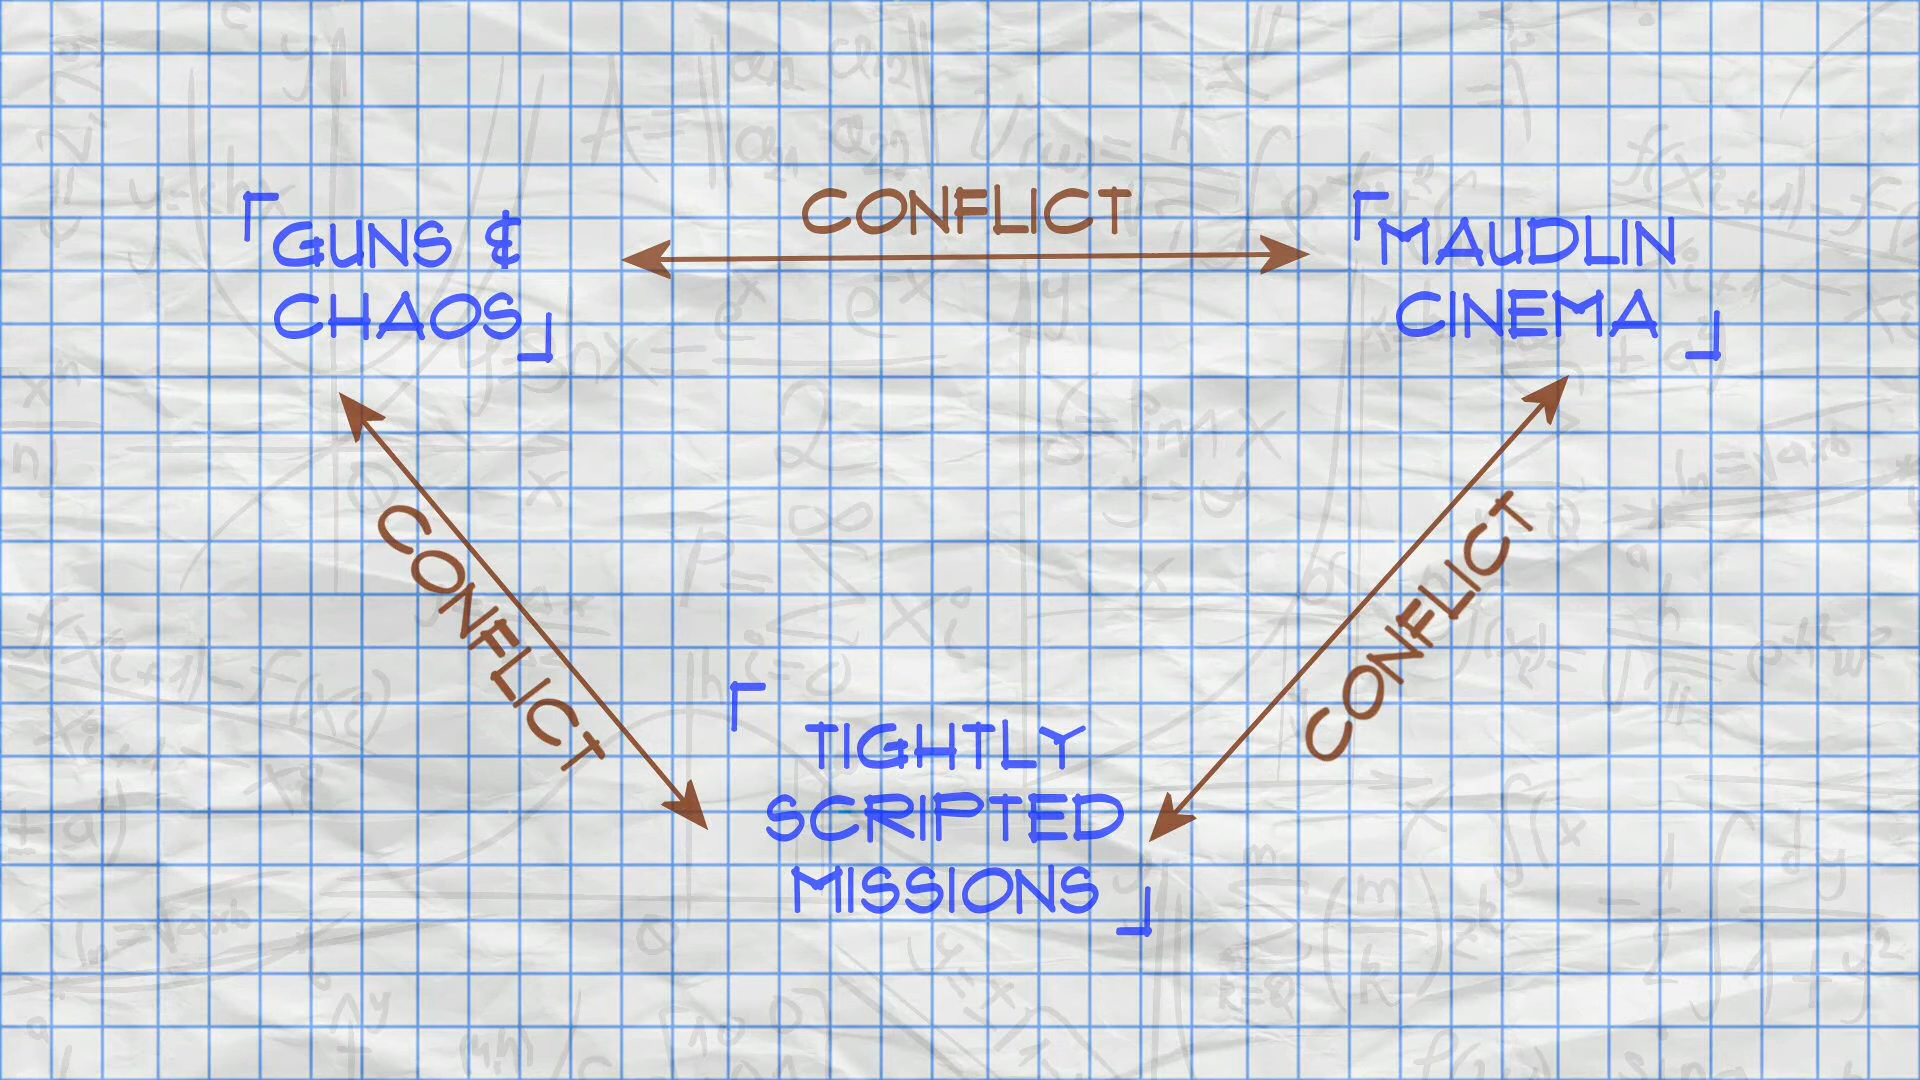 CONFLICT
「GUNS &
CHAOS」
「MAUDLIN
CINEMA」
CONFLICT
CONFLICT
「TIGHTLY
SCRIPTED
MISSIONS」